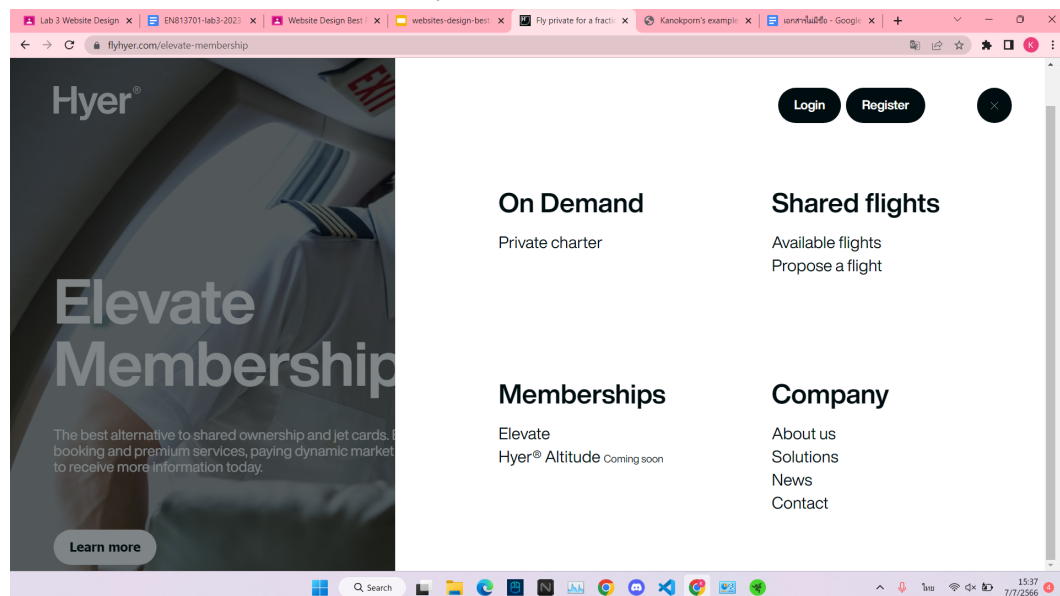 Lab 3 Website Design
EN813701-lab3-2023
Website Design Best
websites-design-best
Fly private for a fractio
Kanokporn's example
เอกสารไม่มีชื่อ - Google
flyhyer.com/elevate-membership
K
Hyer®
Login
Register
EXIT
On Demand
Private charter
Shared flights
Available flights
Propose a flight
Elevate
Membership
The best alternative to shared ownership and jet cards.
booking and premium services, paying dynamic market
to receive more information today.
Learn more
Memberships
Elevate
Hyer® Altitude Coming soon
Company
About us
Solutions
News
Contact
Search
ไทย
15:37
7/7/2566
4